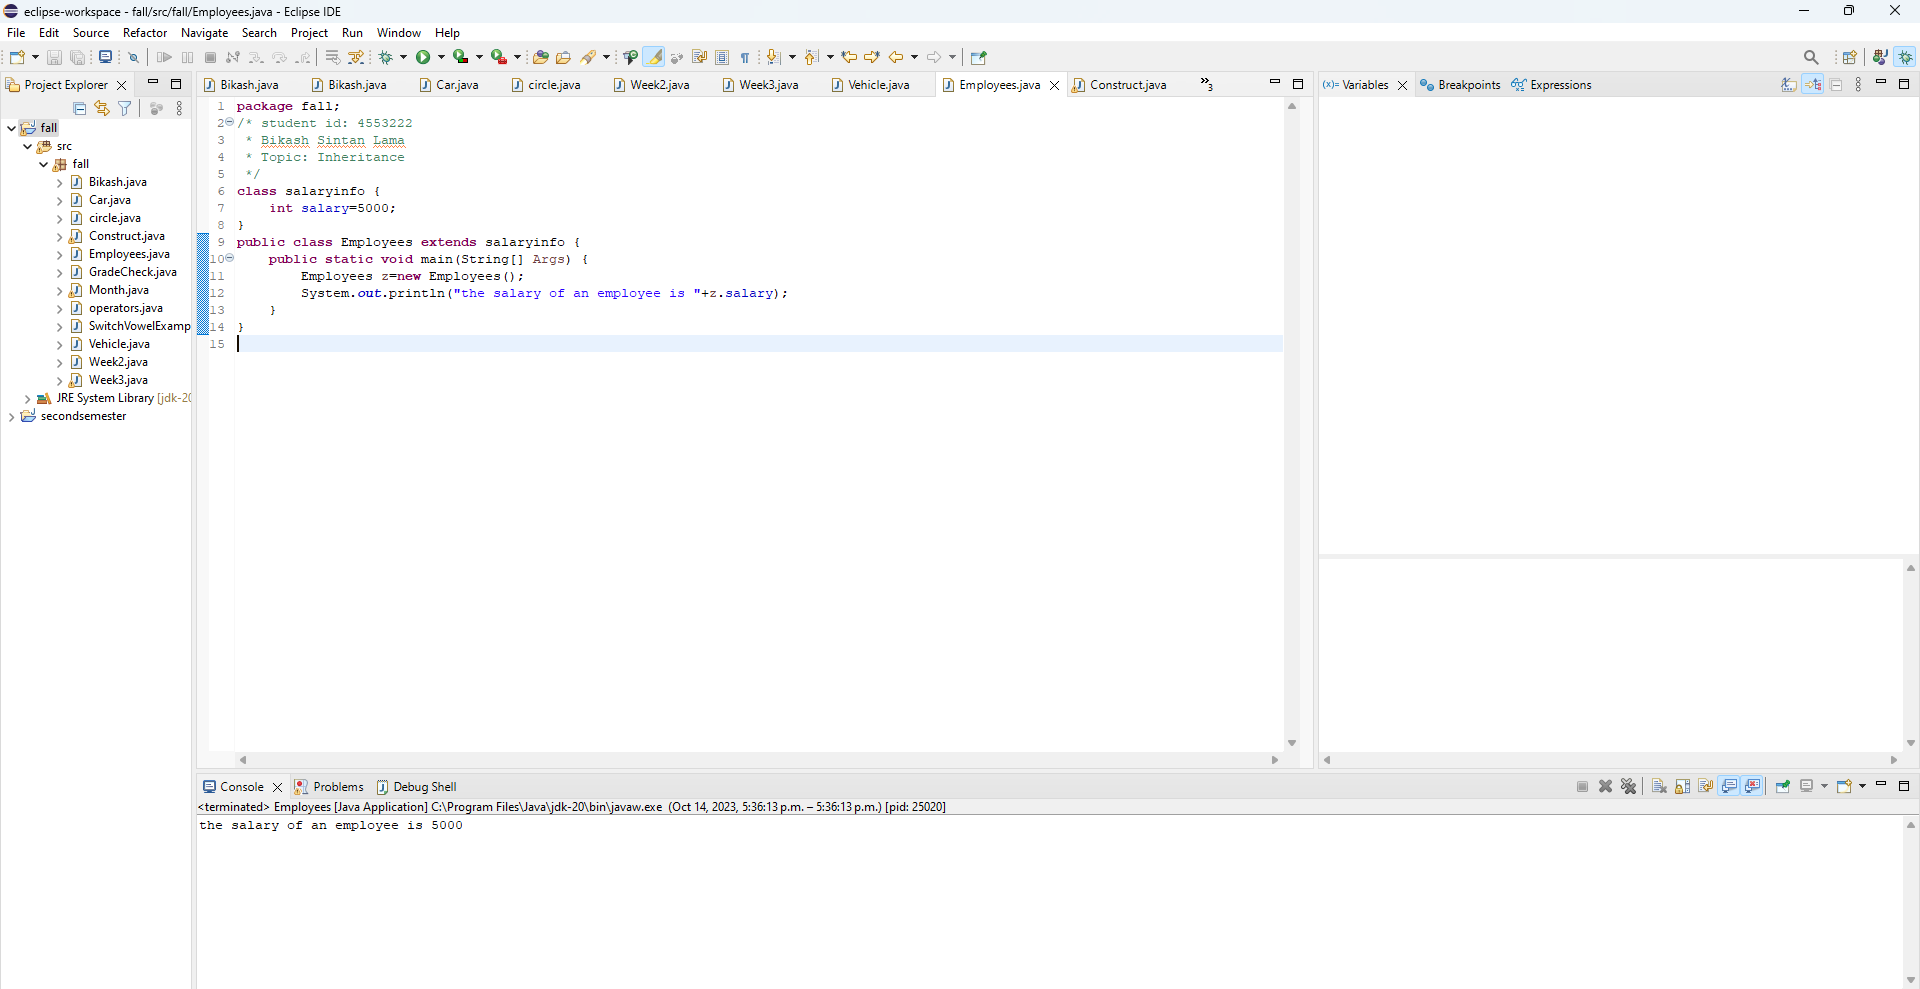 eclipse-workspace - fall/src/fall/Employees.java - Eclipse IDE
File Edit Source Refactor Navigate Search Project Run Window Help
Project Explorer
fall
src
fall
Bikash.java
Car.java
circle.java
Construct.java
Employees.java
GradeCheck.java
Month.java
operators.java
SwitchVowelExamp
Vehicle.java
Week2.java
Week3.java
JRE System Library [jdk-20
secondsemester
Bikash.java Bikash.java Car.java circle.java Week2.java Week3.java Vehicle.java Employees.java Construct.java »3
1 package fall;
2 /* student id: 4553222
3 * Bikash Sintan Lama
4 * Topic: Inheritance
5 */
6 class salaryinfo {
7 int salary=5000;
8 }
9 public class Employees extends salaryinfo {
10 public static void main(String[] Args) {
11 Employees z=new Employees();
12 System.out.println("the salary of an employee is "+z.salary);
13 }
14 }
15
(x)= Variables Breakpoints Expressions
Console Problems Debug Shell
<terminated> Employees [Java Application] C:\Program Files\Java\jdk-20\bin\javaw.exe (Oct 14, 2023, 5:36:13 p.m. – 5:36:13 p.m.) [pid: 25020]
the salary of an employee is 5000